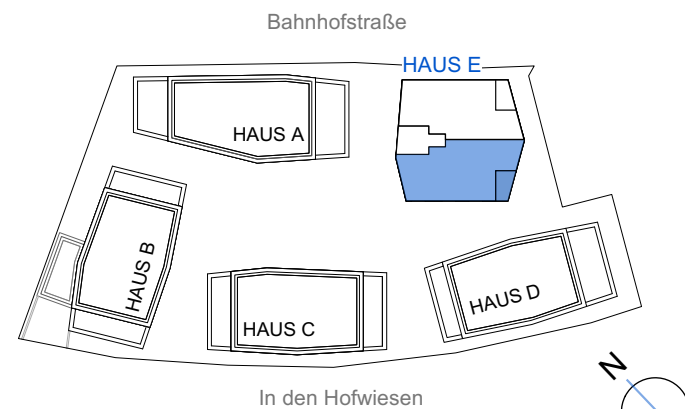 Bahnhofstraße
HAUS E
HAUS A
HAUS B
HAUS D
HAUS C
In den Hofwiesen
N